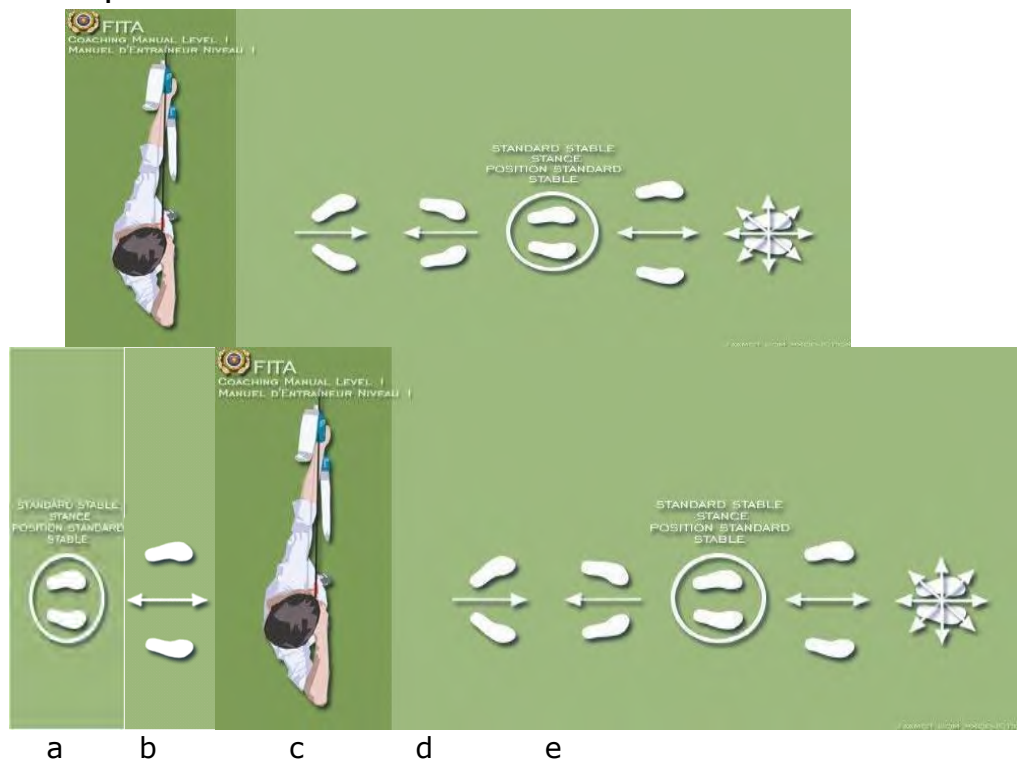 FITA
COACHING MANUAL LEVEL 1
MANUEL D'ENTRAÎNEUR NIVEAU 1
STANDARD STABLE
STANCE
POSITION STANDARD
STABLE
FITA
COACHING MANUAL LEVEL 1
MANUEL D'ENTRAÎNEUR NIVEAU 1
STANDARD STABLE
STANCE
POSITION STANDARD
STABLE
STANDARD STABLE
STANCE
POSITION STANDARD
STABLE
a b c d e